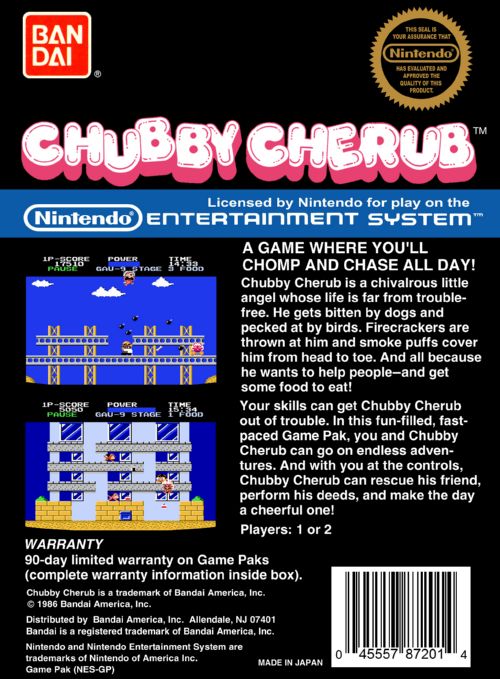 BAN
DAI
®
THIS SEAL IS
YOUR ASSURANCE THAT
Nintendo®
HAS EVALUATED AND
APPROVED THE
QUALITY OF THIS
PRODUCT.
CHUBBY CHERUB™
Licensed by Nintendo for play on the
Nintendo® ENTERTAINMENT SYSTEM™
1P-SCORE POWER TIME
17510 14:33
PAUSE GAU-9 STAGE 3 FOOD
1P-SCORE POWER TIME
5050 15:34
PAUSE GAU-9 STAGE 1 FOOD
A GAME WHERE YOU'LL
CHOMP AND CHASE ALL DAY!
Chubby Cherub is a chivalrous little
angel whose life is far from trouble-
free. He gets bitten by dogs and
pecked at by birds. Firecrackers are
thrown at him and smoke puffs cover
him from head to toe. And all because
he wants to help people—and get
some food to eat!
Your skills can get Chubby Cherub
out of trouble. In this fun-filled, fast-
paced Game Pak, you and Chubby
Cherub can go on endless adven-
tures. And with you at the controls,
Chubby Cherub can rescue his friend,
perform his deeds, and make the day
a cheerful one!
Players: 1 or 2
WARRANTY
90-day limited warranty on Game Paks
(complete warranty information inside box).
Chubby Cherub is a trademark of Bandai America, Inc.
© 1986 Bandai America, Inc.
Distributed by Bandai America, Inc. Allendale, NJ 07401
Bandai is a registered trademark of Bandai America, Inc.
Nintendo and Nintendo Entertainment System are
trademarks of Nintendo of America Inc.
Game Pak (NES-GP)
MADE IN JAPAN
0 45557 87201 4